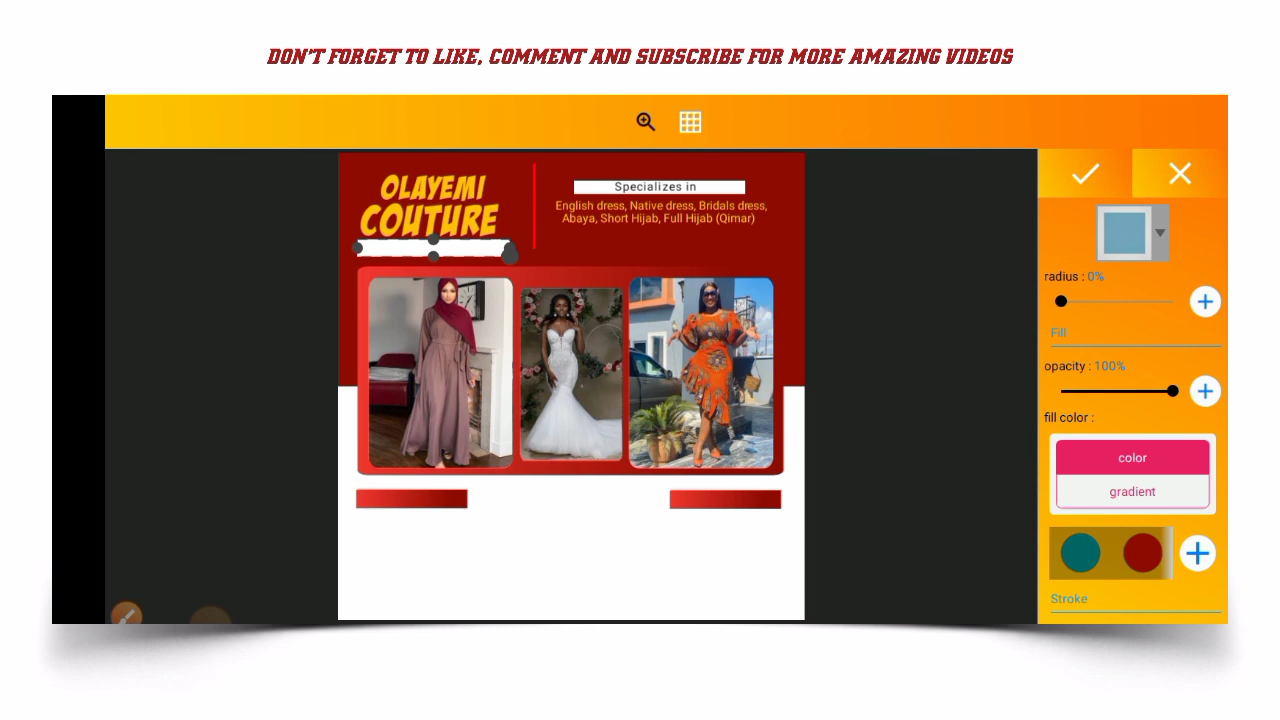 DON'T FORGET TO LIKE, COMMENT AND SUBSCRIBE FOR MORE AMAZING VIDEOS
OLAYEMI
COUTURE
Specializes in
English dress, Native dress, Bridals dress,
Abaya, Short Hijab, Full Hijab (Qimar)
radius : 0%
Fill
opacity : 100%
fill color :
color
gradient
Stroke